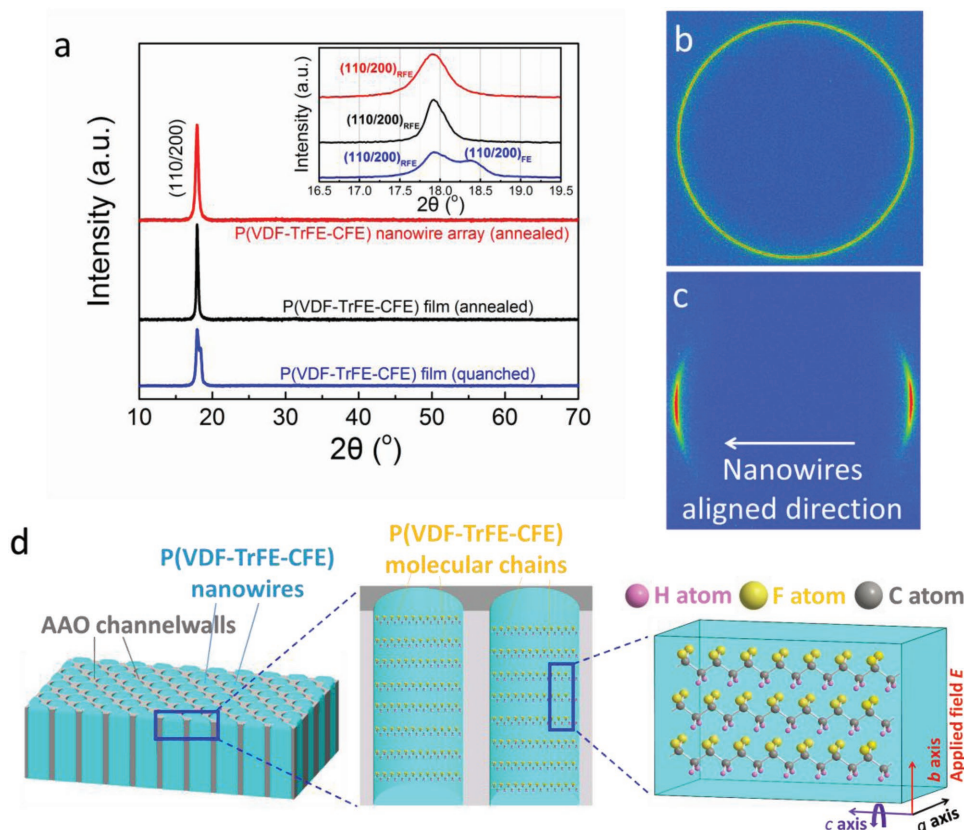 a
Intensity (a.u.)
(110/200)
P(VDF-TrFE-CFE) nanowire array (annealed)
P(VDF-TrFE-CFE) film (annealed)
P(VDF-TrFE-CFE) film (quanched)
10 20 30 40 50 60 70
2θ (°)
Intensity (a.u.)
(110/200)RFE
(110/200)RFE
(110/200)RFE (110/200)FE
16.5 17.0 17.5 18.0 18.5 19.0 19.5
2θ (°)
b
c
Nanowires
aligned direction
d
P(VDF-TrFE-CFE)
nanowires
AAO channelwalls
P(VDF-TrFE-CFE)
molecular chains
H atom F atom C atom
Applied field E
b axis
c axis
a axis